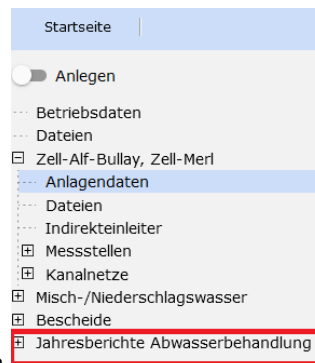 Startseite
Anlegen
Betriebsdaten
Dateien
Zell-Alf-Bullay, Zell-Merl
Anlagendaten
Dateien
Indirekteinleiter
Messstellen
Kanalnetze
Misch-/Niederschlagswasser
Bescheide
Jahresberichte Abwasserbehandlung